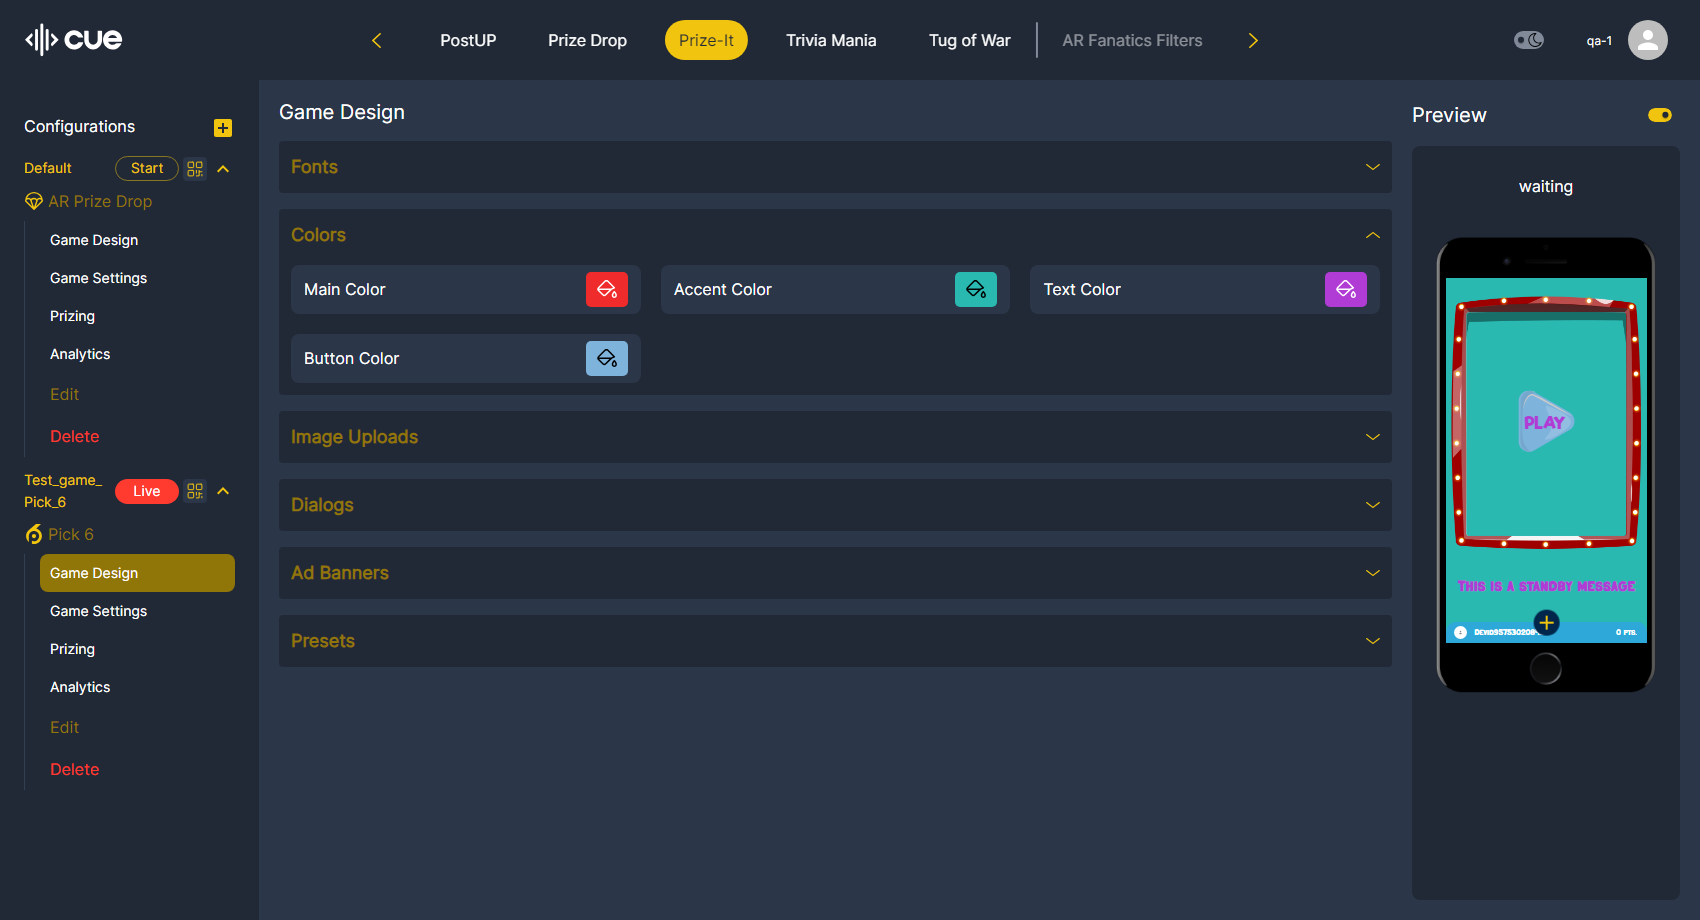 cue
PostUP
Prize Drop
Prize-It
Trivia Mania
Tug of War
AR Fanatics Filters
qa-1
Configurations
Default
Start
AR Prize Drop
Game Design
Game Settings
Prizing
Analytics
Edit
Delete
Test_game_
Pick_6
Live
Pick 6
Game Design
Game Settings
Prizing
Analytics
Edit
Delete
Game Design
Fonts
Colors
Main Color
Accent Color
Text Color
Button Color
Image Uploads
Dialogs
Ad Banners
Presets
Preview
waiting
PLAY
THIS IS A STANDBY MESSAGE
0 PTS.